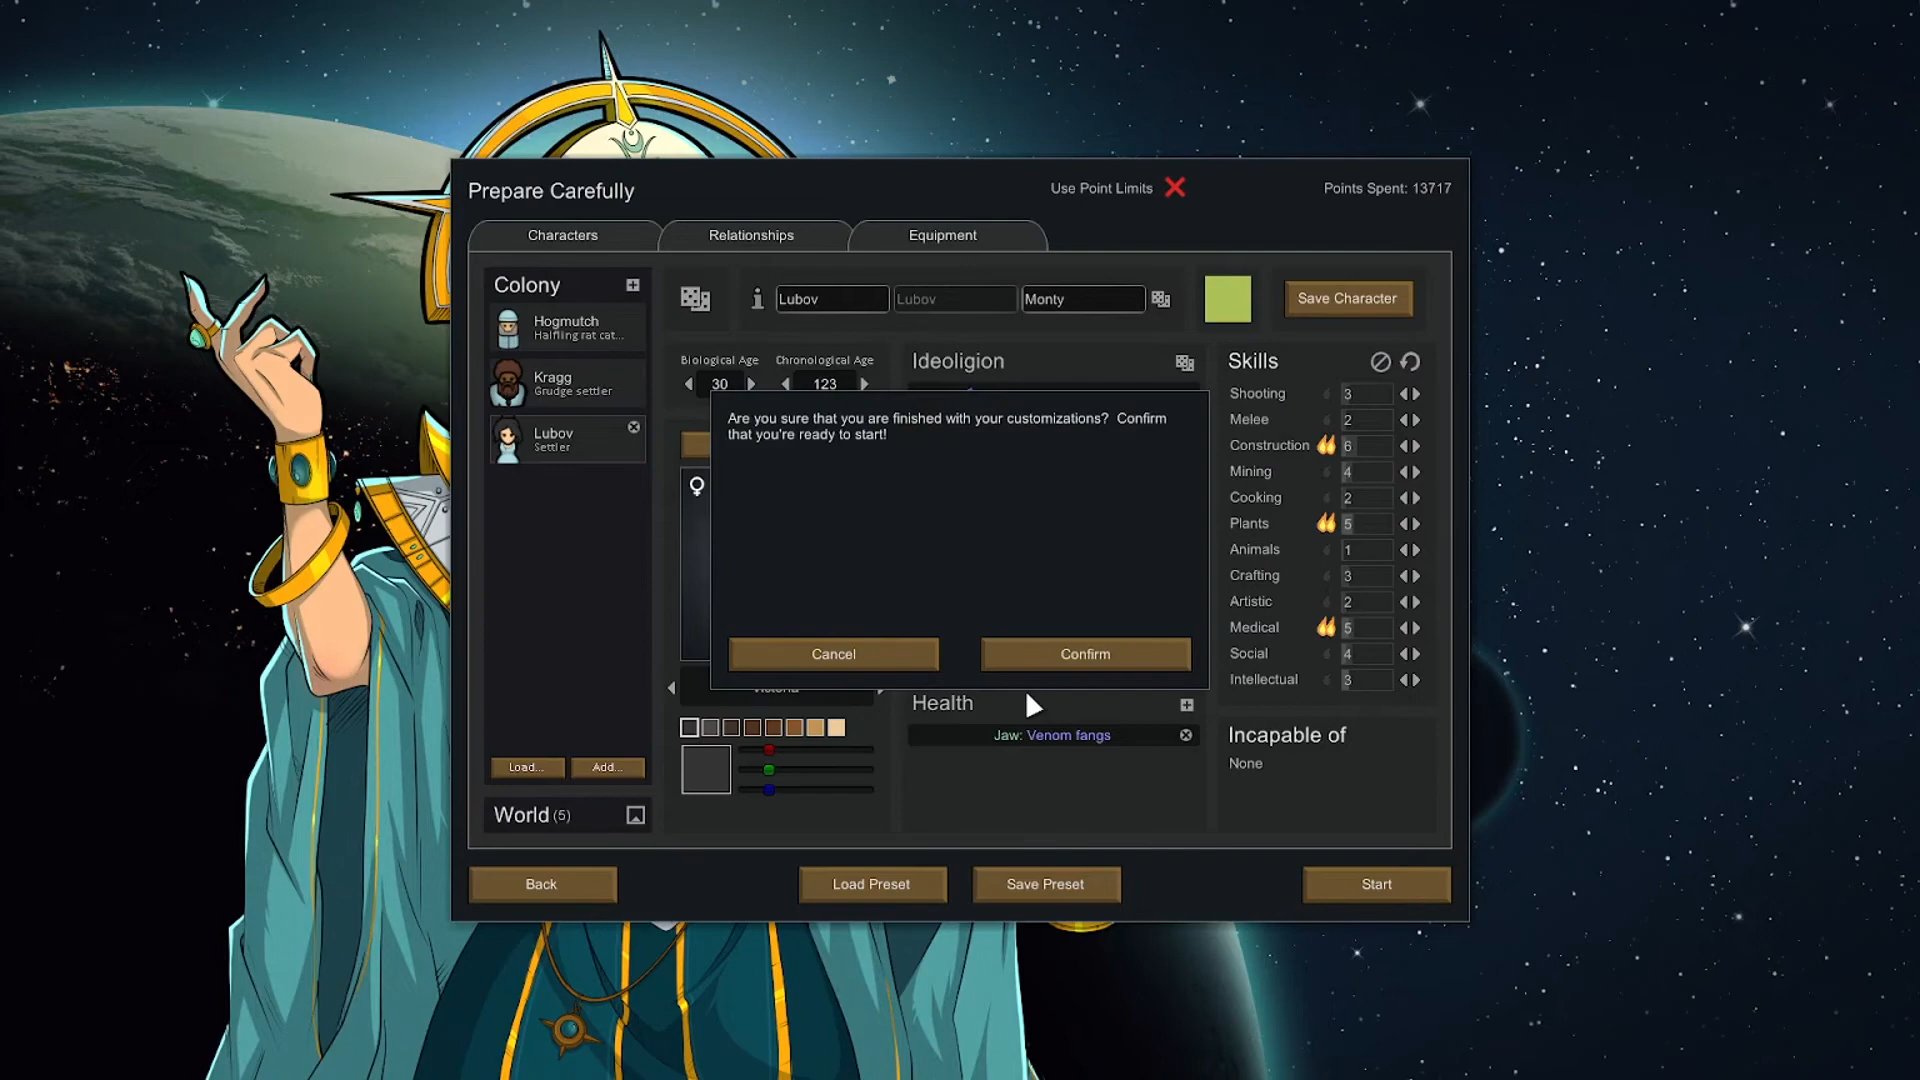 Prepare Carefully
Use Point Limits
Points Spent: 13717
Characters
Relationships
Equipment
Colony
Hogmutch
Halfling rat cat...
Kragg
Grudge settler
Lubov
Settler
Load...
Add...
World (5)
Lubov
Lubov
Monty
Save Character
Biological Age
Chronological Age
30
123
Ideoligion
Are you sure that you are finished with your customizations? Confirm
that you're ready to start!
Cancel
Confirm
Health
Jaw: Venom fangs
Skills
Shooting 3
Melee 2
Construction 6
Mining 4
Cooking 2
Plants 5
Animals 1
Crafting 3
Artistic 2
Medical 5
Social 4
Intellectual 3
Incapable of
None
Back
Load Preset
Save Preset
Start